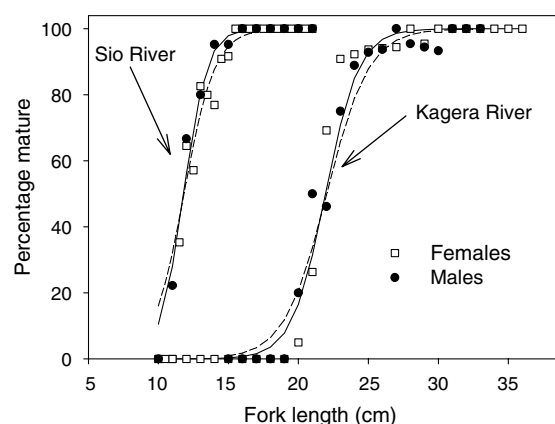 100
80
60
40
20
0
Percentage mature
Sio River
Kagera River
Females
Males
5
10
15
20
25
30
35
Fork length (cm)